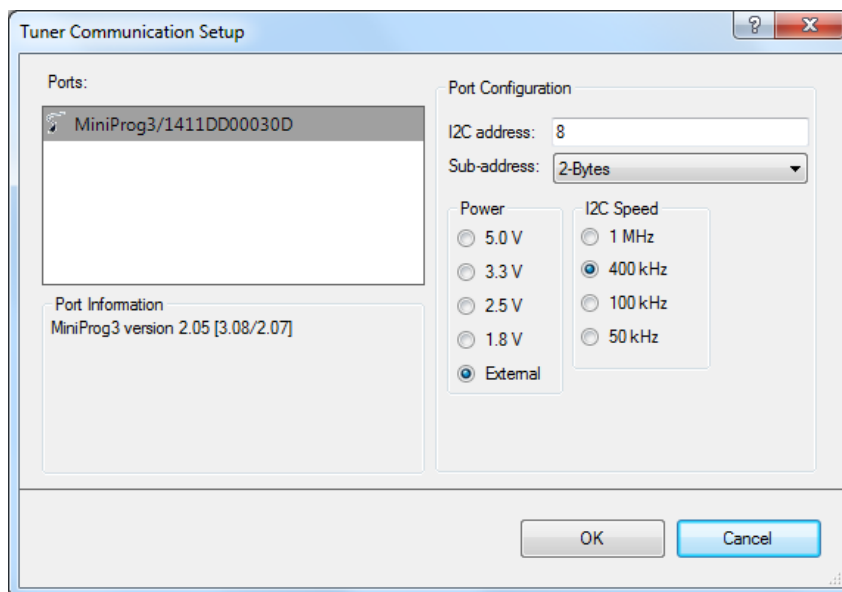 Tuner Communication Setup
Ports:
MiniProg3/1411DD00030D
Port Information
MiniProg3 version 2.05 [3.08/2.07]
Port Configuration
I2C address: 8
Sub-address: 2-Bytes
Power
5.0 V
3.3 V
2.5 V
1.8 V
External
I2C Speed
1 MHz
400 kHz
100 kHz
50 kHz
OK
Cancel